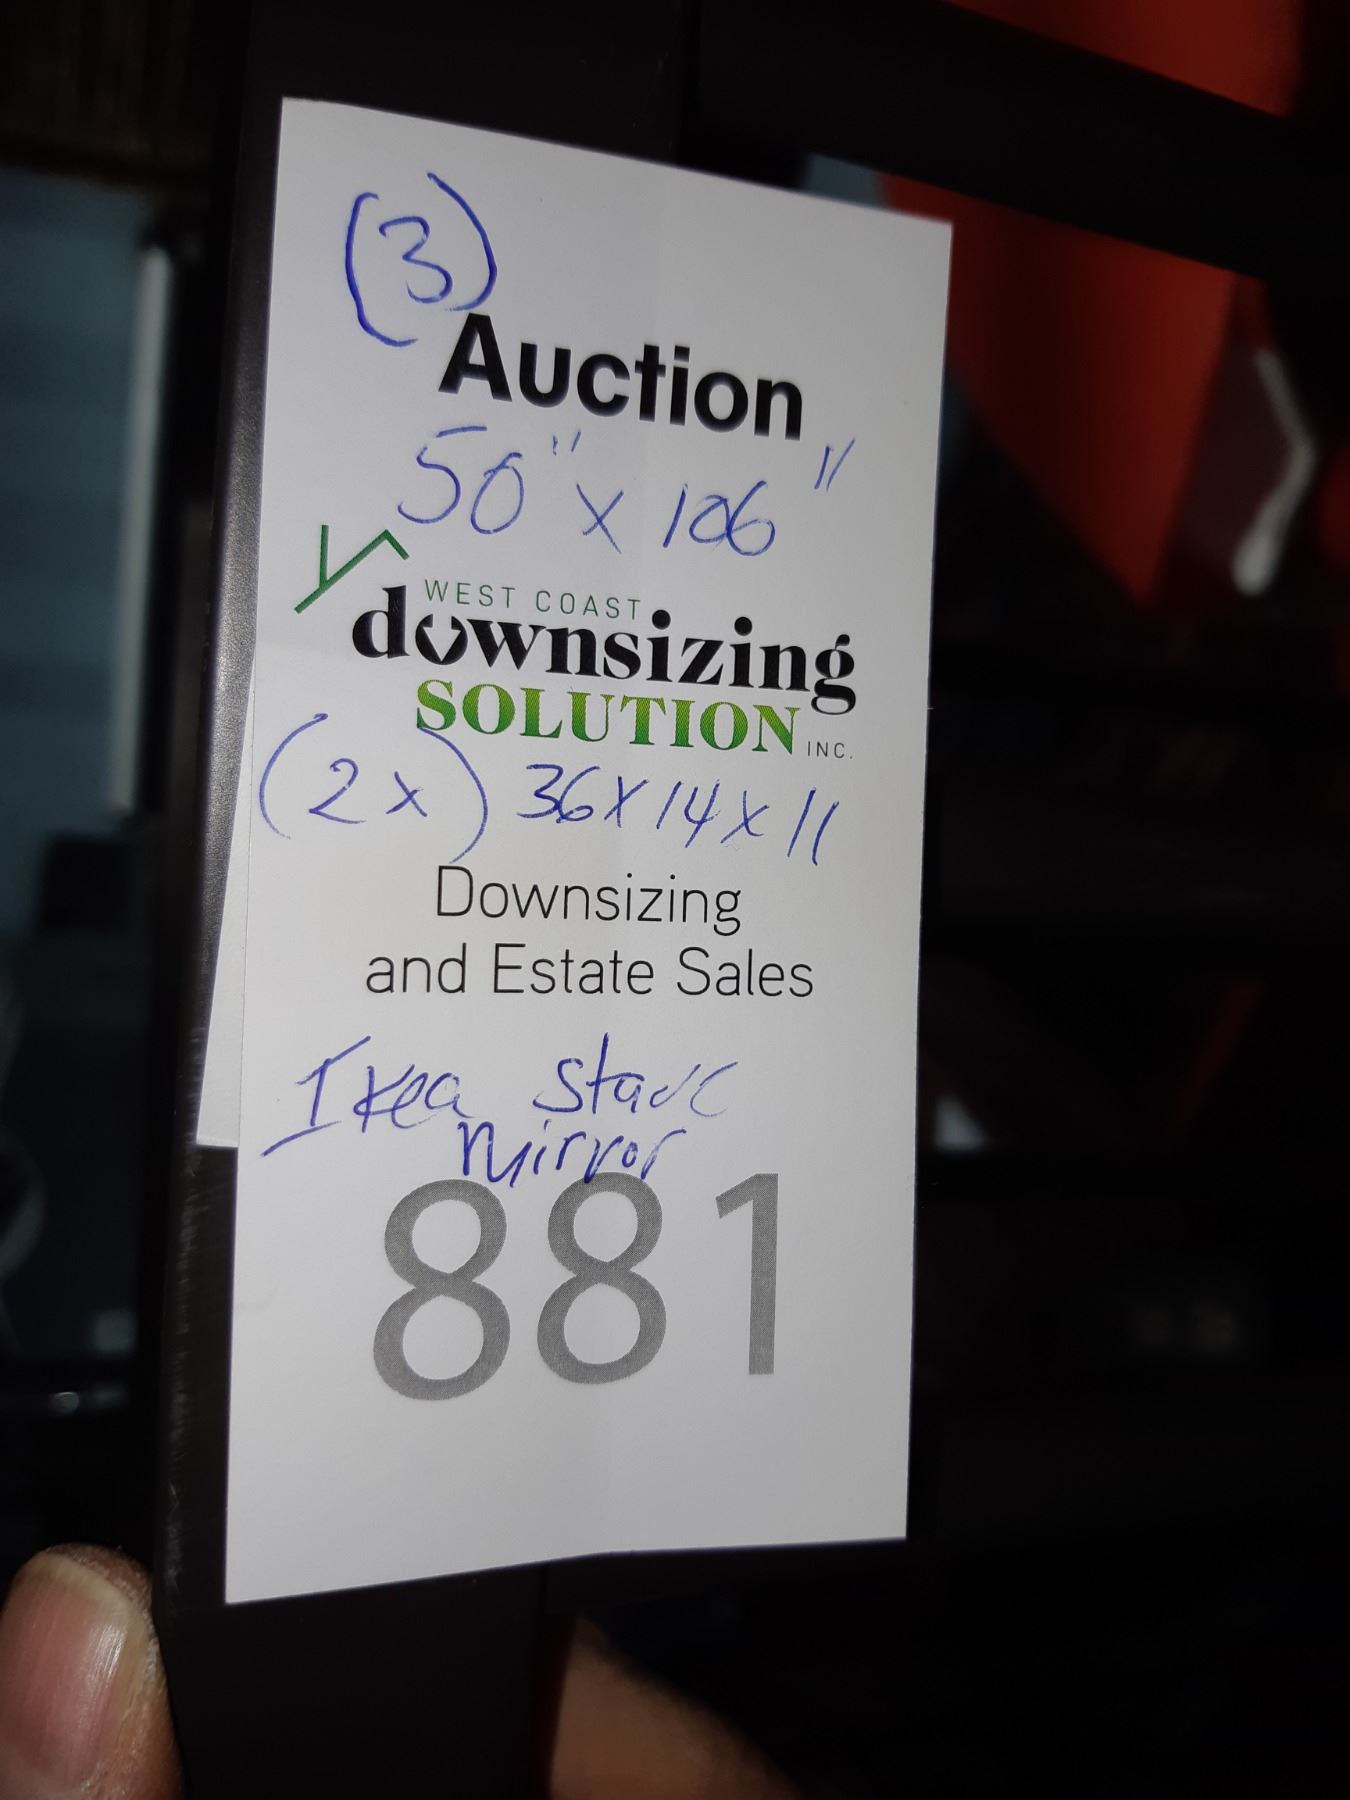 (3)
Auction
50" x 106"
WEST COAST
downsizing
SOLUTION INC.
(2x) 36x14x11
Downsizing
and Estate Sales
Ikea
mirror
881